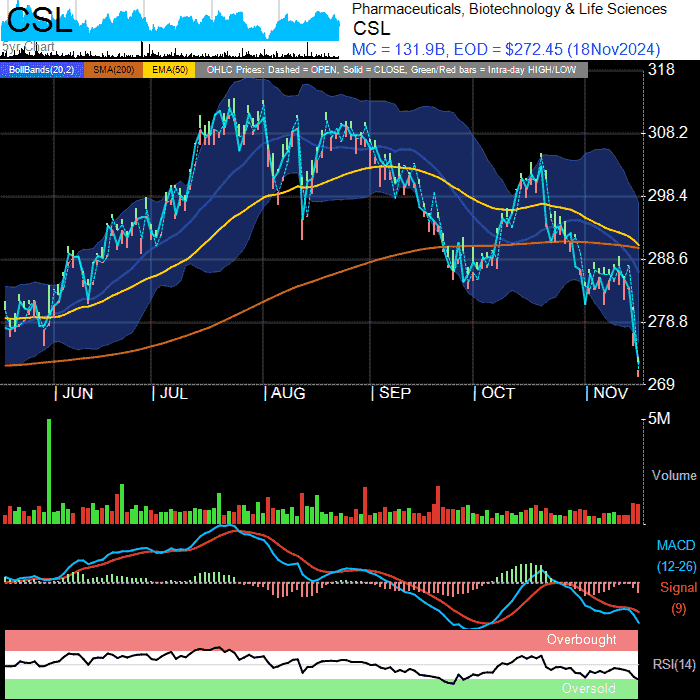 CSL
5yr Chart
Pharmaceuticals, Biotechnology & Life Sciences
CSL
MC = 131.9B, EOD = $272.45 (18Nov2024)
BollBands(20,2) SMA(200) EMA(50) OHLC Prices: Dashed = OPEN, Solid = CLOSE, Green/Red bars = Intra-day HIGH/LOW
318
308.2
298.4
288.6
278.8
269
JUN JUL AUG SEP OCT NOV
5M
Volume
MACD
(12-26)
Signal
(9)
Overbought
RSI(14)
Oversold